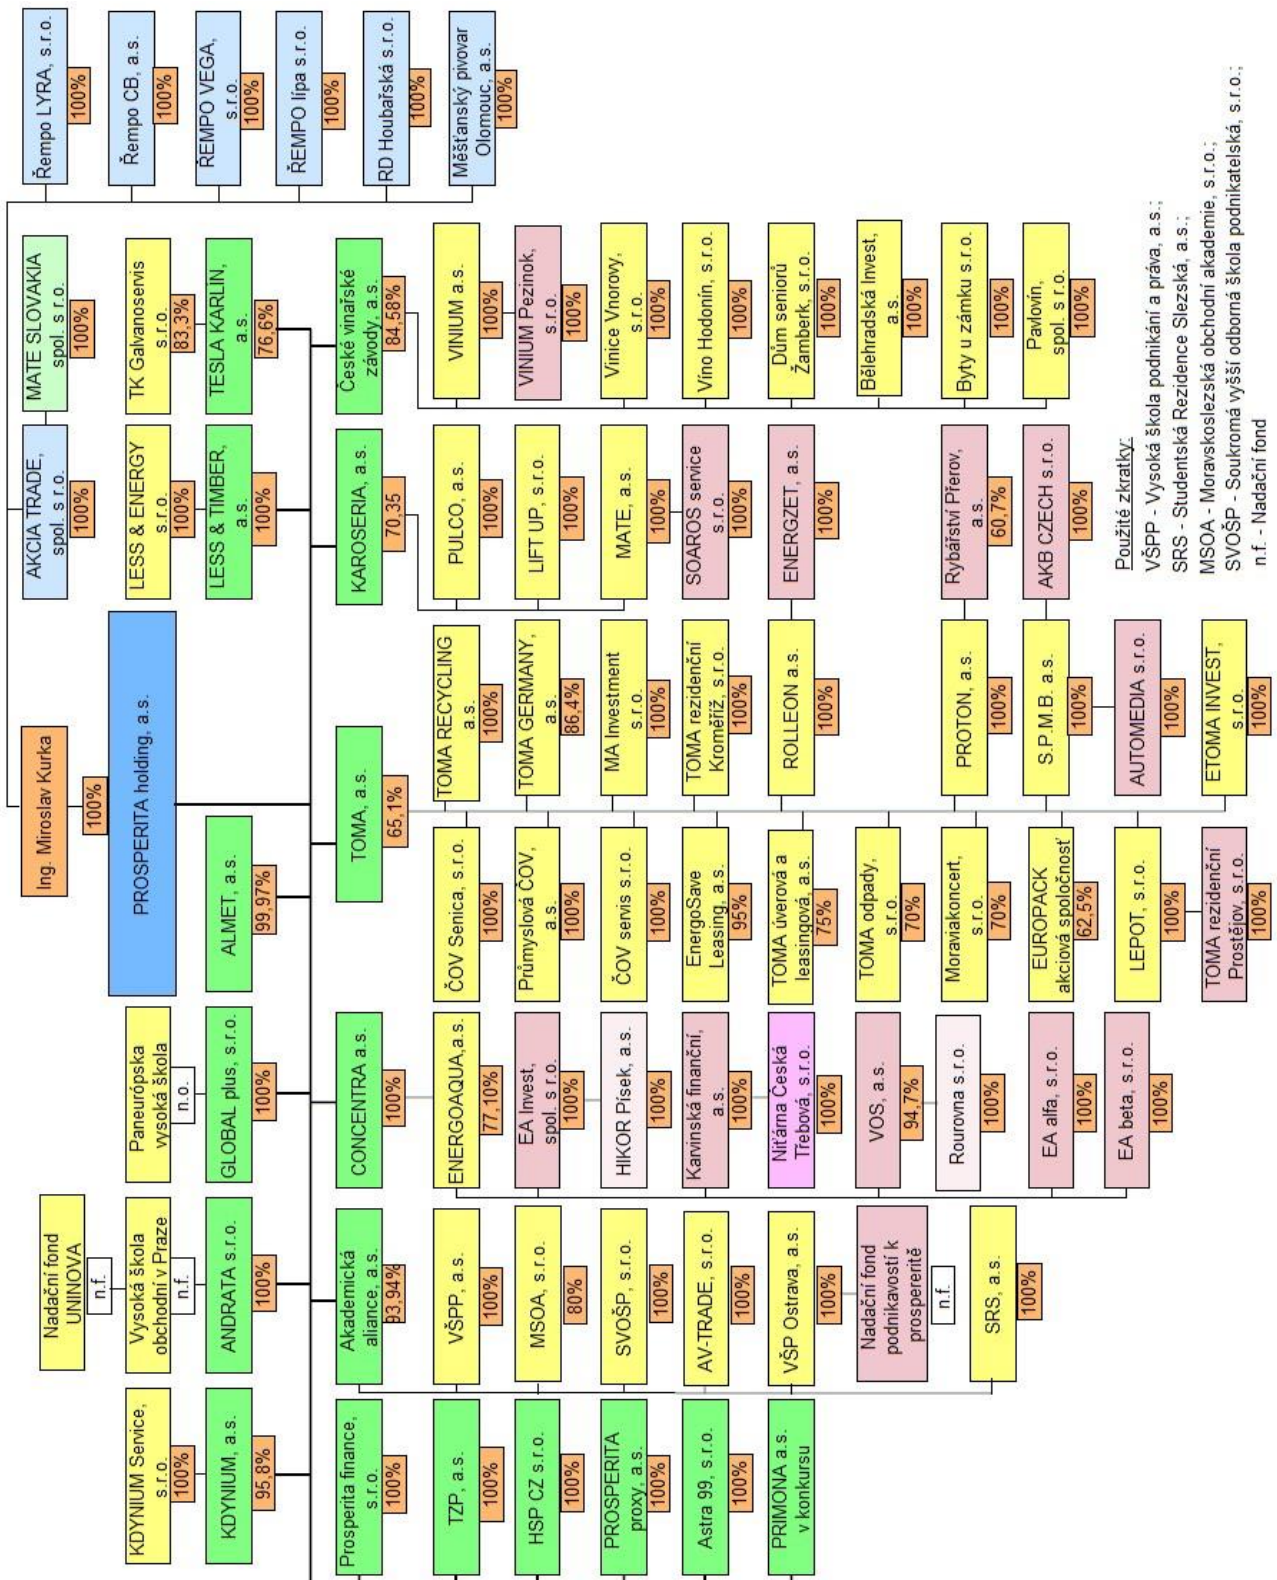 Ing. Miroslav Kurka
100%
PROSPERITA holding, a.s.
AKCIA TRADE,
spol. s r.o.
100%
MATE SLOVAKIA
spol. s r.o.
100%
Řempo LYRA, s.r.o.
100%
Řempo CB, a.s.
100%
ŘEMPO VEGA,
s.r.o.
100%
ŘEMPO lípa s.r.o.
100%
RD Houbařská s.r.o.
100%
Měšťanský pivovar
Olomouc, a.s.
100%
KDYNIUM Service,
s.r.o.
100%
KDYNIUM, a.s.
95,8%
Nadační fond
UNINOVA
n.f.
Vysoká škola
obchodní v Praze
n.f.
ANDRATA s.r.o.
100%
Paneurópska
vysoká škola
n.o.
GLOBAL plus, s.r.o.
100%
ALMET, a.s.
99,97%
LESS & ENERGY
s.r.o.
100%
LESS & TIMBER,
a.s.
100%
TK Galvanoservis
s.r.o.
83,3%
TESLA KARLÍN,
a.s.
76,6%
Prosperita finance,
s.r.o.
100%
TZP, a.s.
100%
HSP CZ s.r.o.
100%
PROSPERITA
proxy, a.s.
100%
Astra 99, s.r.o.
100%
PRIMONA a.s.
v konkursu
Akademická
aliance, a.s.
93,94%
VŠPP, a.s.
100%
MSOA, s.r.o.
80%
SVOŠP, s.r.o.
100%
AV-TRADE, s.r.o.
100%
VŠP Ostrava, a.s.
100%
Nadační fond
podnikavostí k
prosperitě
n.f.
SRS, a.s.
100%
CONCENTRA a.s.
100%
ENERGOAQUA,a.s.
77,10%
EA Invest,
spol. s r.o.
100%
HIKOR Písek, a.s.
100%
Karvinská finanční,
a.s.
100%
Niťárna Česká
Třebová, s.r.o.
100%
VOS, a.s.
94,7%
Rourovna s.r.o.
100%
EA alfa, s.r.o.
100%
EA beta, s.r.o.
100%
TOMA, a.s.
65,1%
ČOV Senica, s.r.o.
100%
Průmyslová ČOV,
a.s.
100%
ČOV servis s.r.o.
100%
EnergoSave
Leasing, a.s.
95%
TOMA úverová a
leasingová, a.s.
75%
TOMA odpady,
s.r.o.
70%
Moraviakoncert,
s.r.o.
70%
EUROPACK
akciová spoločnosť
62,5%
LEPOT, s.r.o.
100%
TOMA rezidenční
Prostějov, s.r.o.
100%
TOMA RECYCLING
a.s.
100%
TOMA GERMANY,
a.s.
86,4%
MA Investment
s.r.o.
100%
TOMA rezidenční
Kroměříž, s.r.o.
100%
ROLLEON a.s.
100%
PROTON, a.s.
100%
S.P.M.B. a.s.
100%
AUTOMEDIA s.r.o.
100%
ETOMA INVEST,
s.r.o.
100%
KAROSERIA, a.s.
70,35
PULCO, a.s.
100%
LIFT UP, s.r.o.
100%
MATE, a.s.
100%
SOAROS service
s.r.o.
100%
ENERGZET, a.s.
100%
Rybářství Přerov,
a.s.
60,7%
AKB CZECH s.r.o.
100%
České vinařské
závody, a.s.
84,58%
VINIUM a.s.
100%
VINIUM Pezinok,
s.r.o.
100%
Vinice Vnorovy,
s.r.o.
100%
Víno Hodonín, s.r.o.
100%
Dům seniorů
Žamberk, s.r.o.
100%
Bělehradská Invest,
a.s.
100%
Byty u zámku s.r.o.
100%
Pavlovín,
spol. s r.o.
100%
Použité zkratky:
VŠPP - Vysoká škola podnikání a práva, a.s.;
SRS - Studentská Rezidence Slezská, a.s.;
MSOA - Moravskoslezská obchodní akademie, s.r.o.;
SVOŠP - Soukromá vyšší odborná škola podnikatelská, s.r.o.;
n.f. - Nadační fond